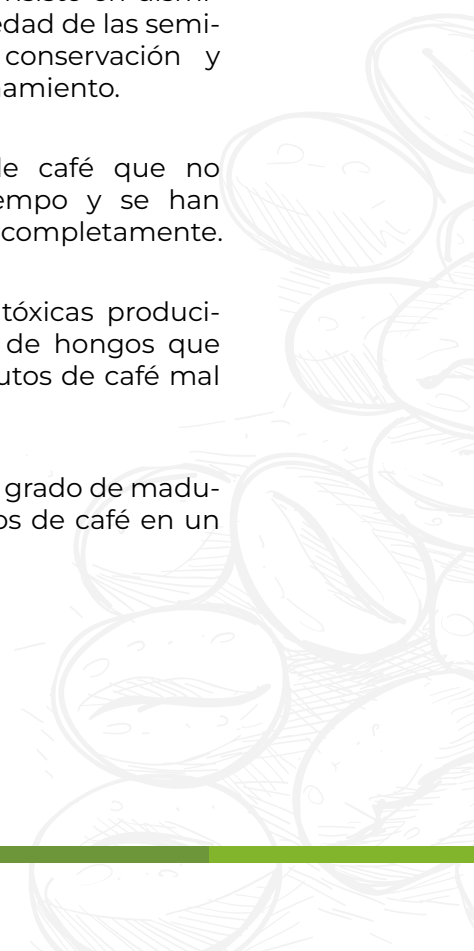 edad de las semi-
conservación y
amiento.
de café que no
empo y se han
completamente.
tóxicas produci-
de hongos que
utos de café mal
grado de madu-
os de café en un